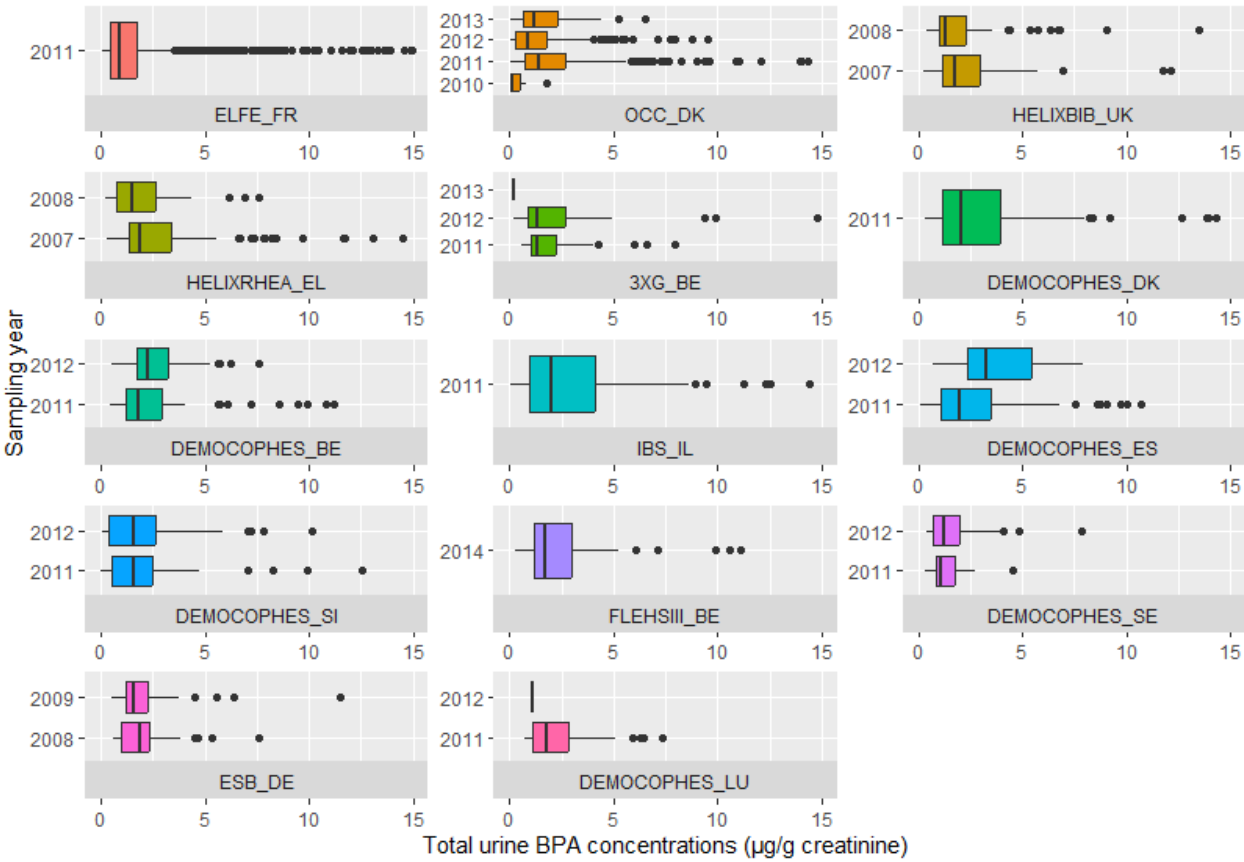 2011
ELFE_FR
0 5 10 15
2013
2012
2011
2010
OCC_DK
0 5 10 15
2008
2007
HELIXBIB_UK
0 5 10 15
2008
2007
HELIXRHEA_EL
0 5 10 15
2013
2012
2011
3XG_BE
0 5 10 15
2011
DEMOCOPHES_DK
0 5 10 15
Sampling year
2012
2011
DEMOCOPHES_BE
0 5 10 15
2011
IBS_IL
0 5 10 15
2012
2011
DEMOCOPHES_ES
0 5 10 15
2012
2011
DEMOCOPHES_SI
0 5 10 15
2014
FLEHSIII_BE
0 5 10 15
2012
2011
DEMOCOPHES_SE
0 5 10 15
2009
2008
ESB_DE
0 5 10 15
2012
2011
DEMOCOPHES_LU
0 5 10 15
Total urine BPA concentrations (µg/g creatinine)